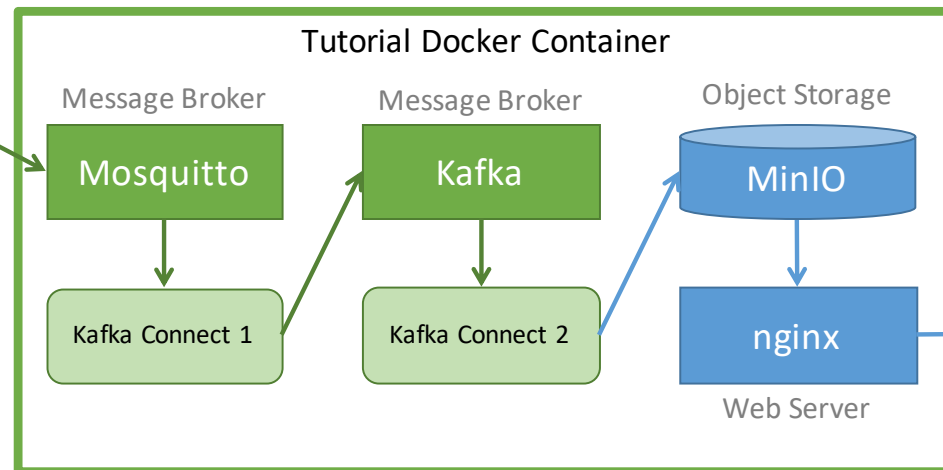 Tutorial Docker Container
Message Broker
Mosquitto
Kafka Connect 1
Message Broker
Kafka
Kafka Connect 2
Object Storage
MinIO
nginx
Web Server